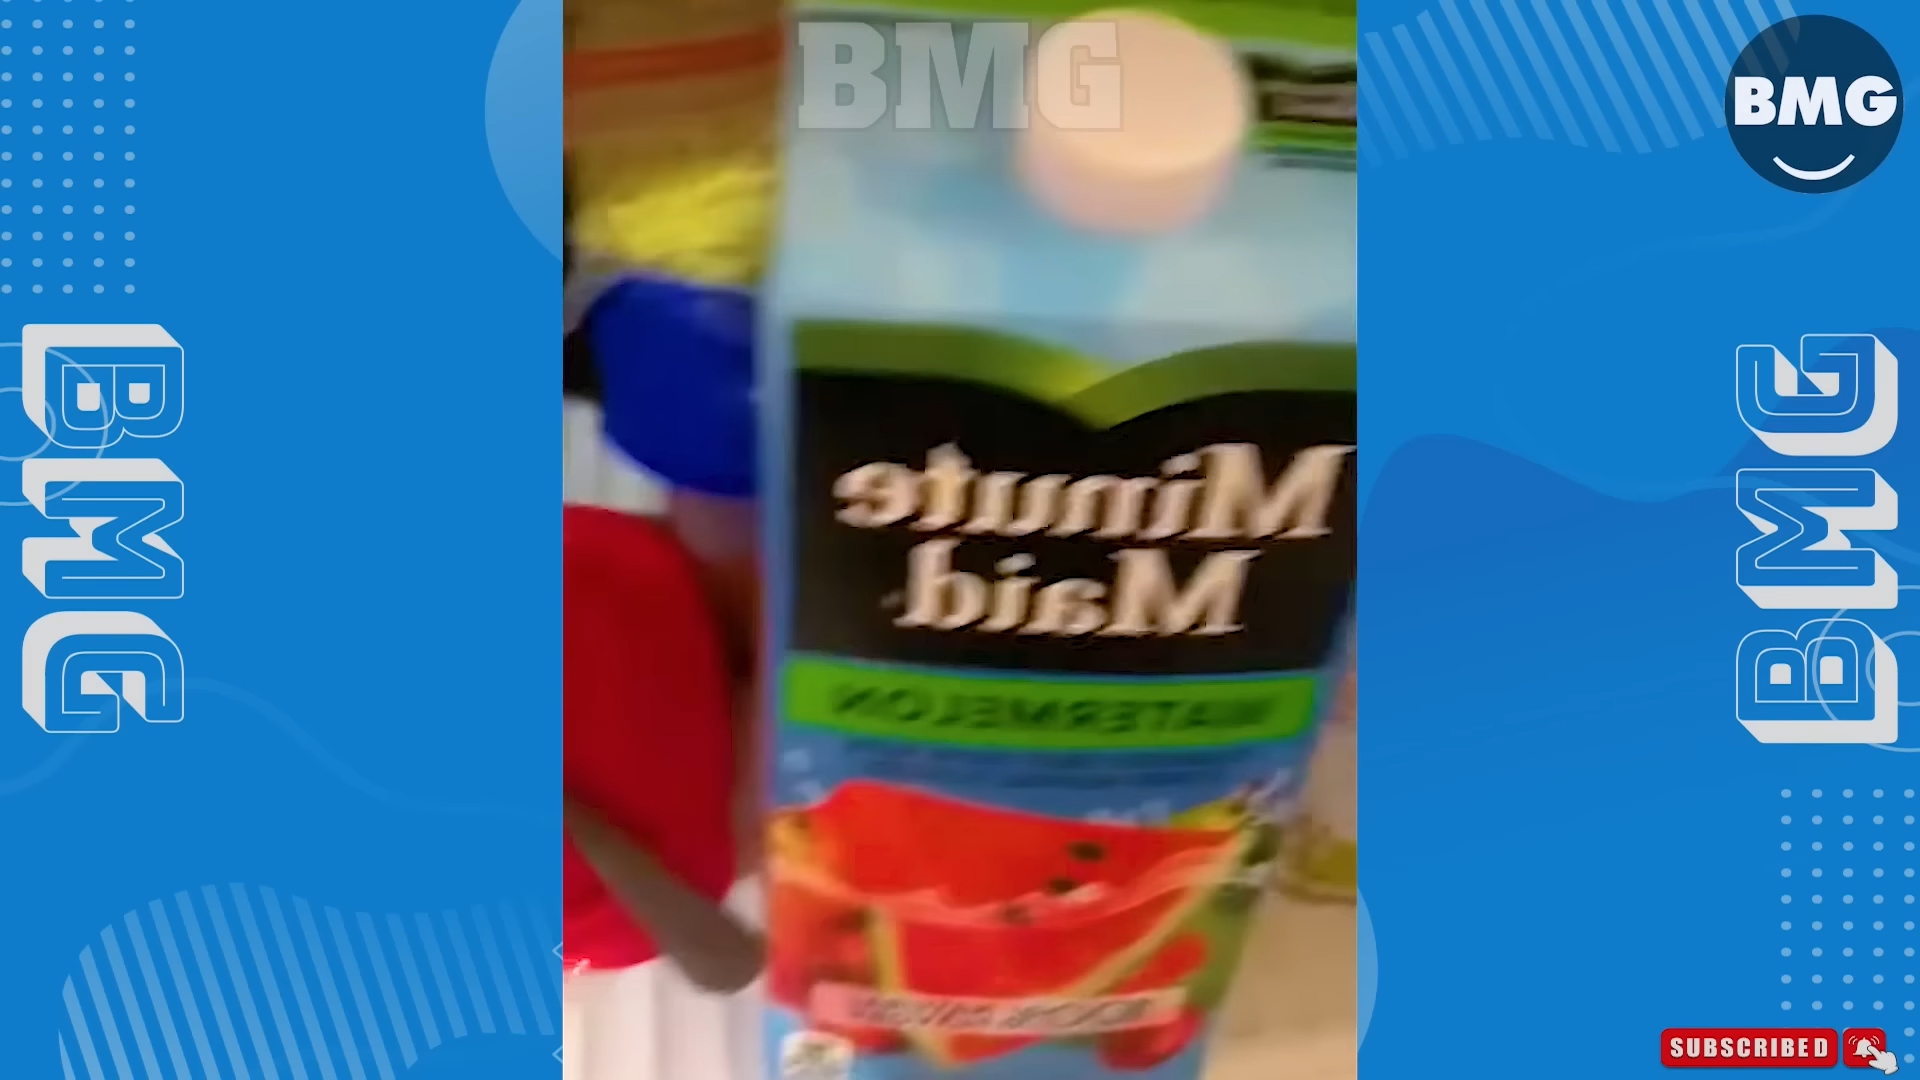 BMG
BMG
BMG
BMG
Minute
Maid
WATERMELON
SUBSCRIBED